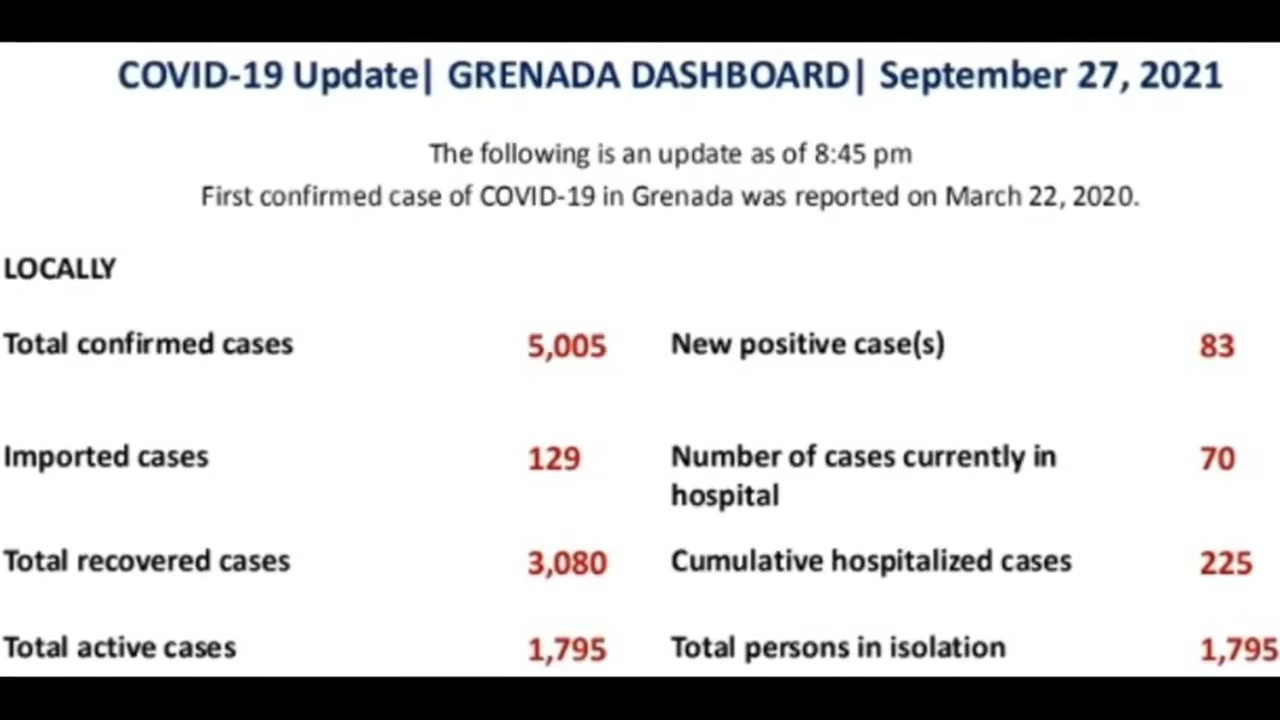 COVID-19 Update| GRENADA DASHBOARD| September 27, 2021
The following is an update as of 8:45 pm
First confirmed case of COVID-19 in Grenada was reported on March 22, 2020.
LOCALLY
Total confirmed cases 5,005 New positive case(s) 83
Imported cases 129 Number of cases currently in
hospital 70
Total recovered cases 3,080 Cumulative hospitalized cases 225
Total active cases 1,795 Total persons in isolation 1,795